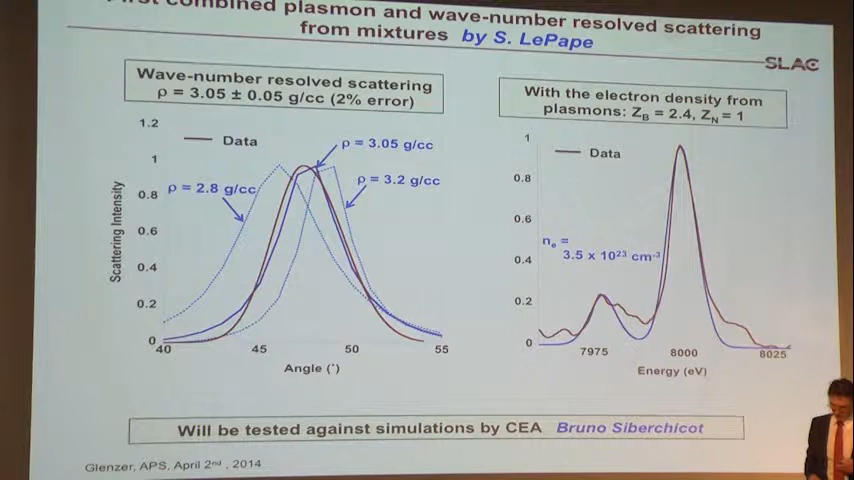 First combined plasmon and wave-number resolved scattering
from mixtures by S. LePape
SLAC
Wave-number resolved scattering
ρ = 3.05 ± 0.05 g/cc (2% error)
1.2
1
0.8
0.6
0.4
0.2
0
Scattering Intensity
Data
ρ = 3.05 g/cc
ρ = 2.8 g/cc
ρ = 3.2 g/cc
40
45
50
55
Angle (°)
With the electron density from
plasmons: Z_B = 2.4, Z_N = 1
1
0.8
0.6
0.4
0.2
0
Data
nₑ =
3.5 x 10²³ cm⁻³
7975
8000
8025
Energy (eV)
Will be tested against simulations by CEA Bruno Siberchicot
Glenzer, APS, April 2ⁿᵈ, 2014